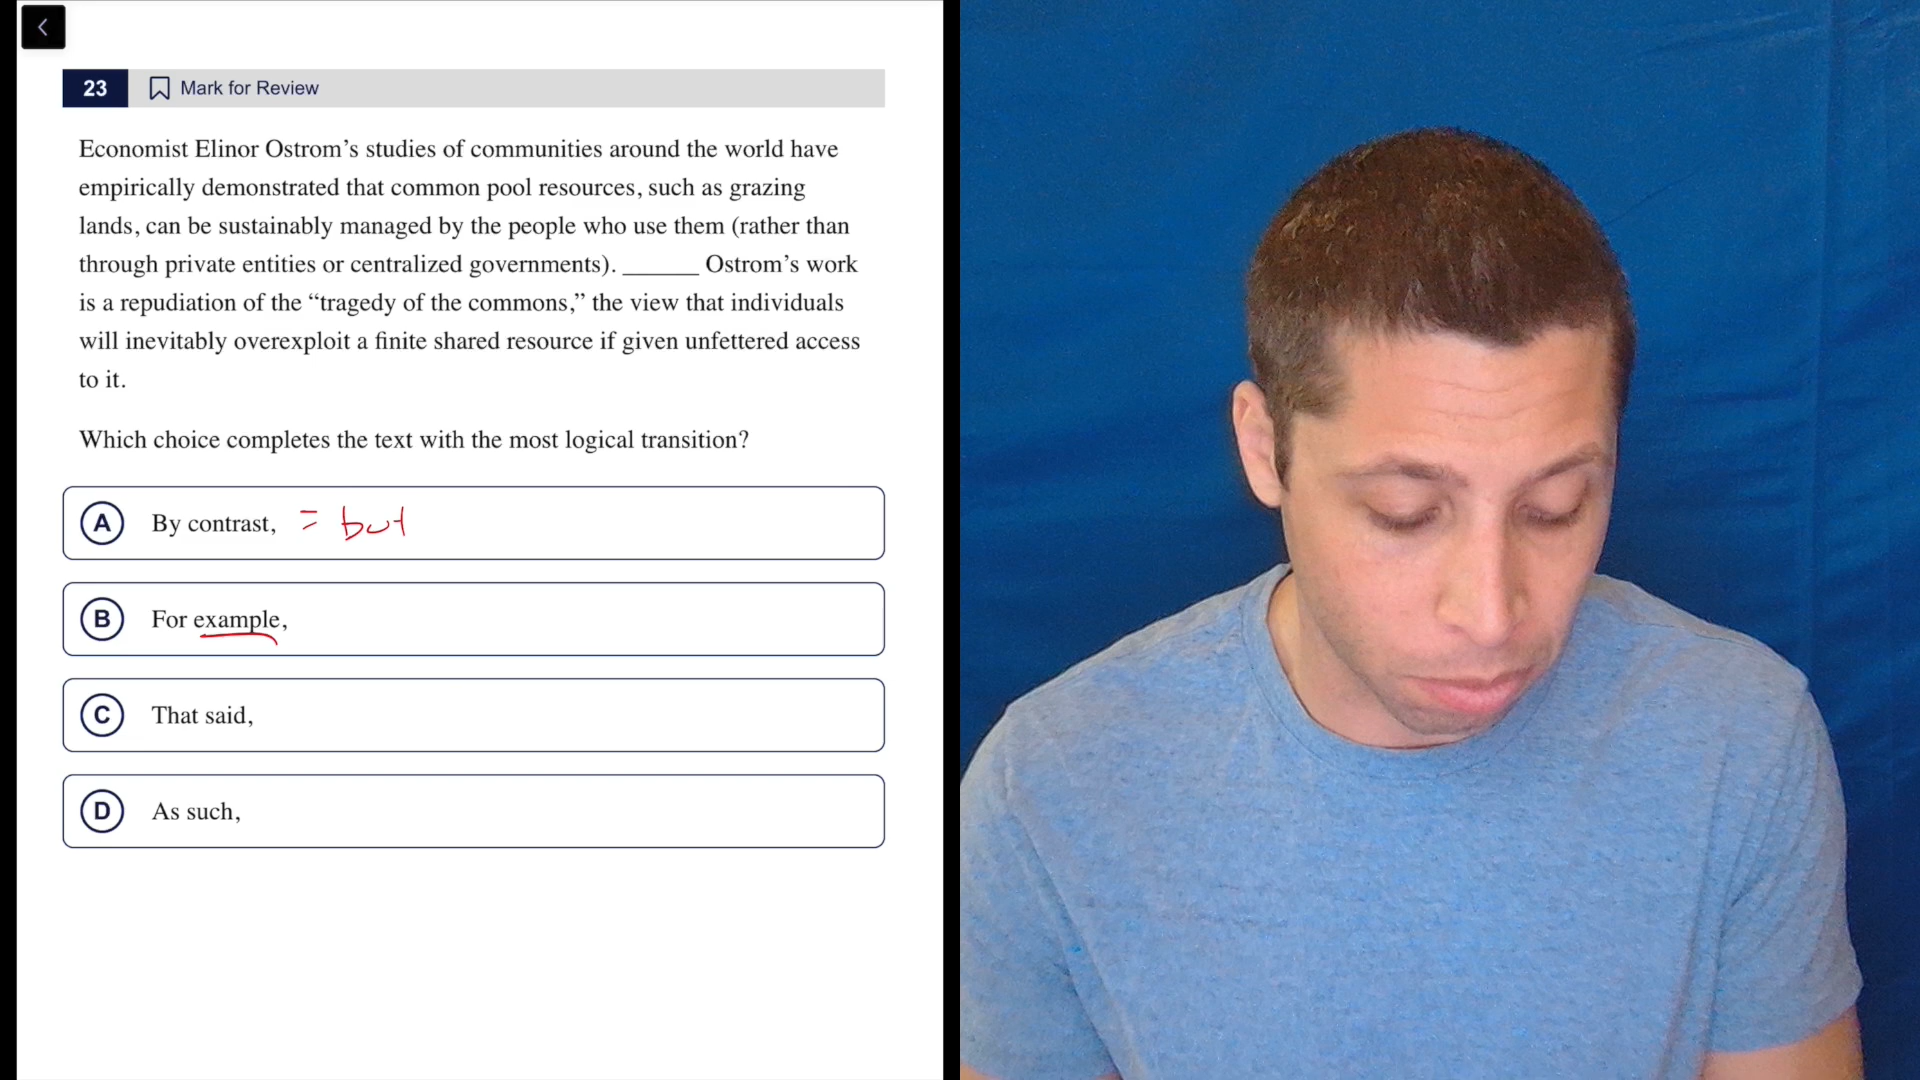 23 Mark for Review
Economist Elinor Ostrom's studies of communities around the world have
empirically demonstrated that common pool resources, such as grazing
lands, can be sustainably managed by the people who use them (rather than
through private entities or centralized governments). ______ Ostrom's work
is a repudiation of the “tragedy of the commons,” the view that individuals
will inevitably overexploit a finite shared resource if given unfettered access
to it.
Which choice completes the text with the most logical transition?
A By contrast, = but
B For example,
C That said,
D As such,